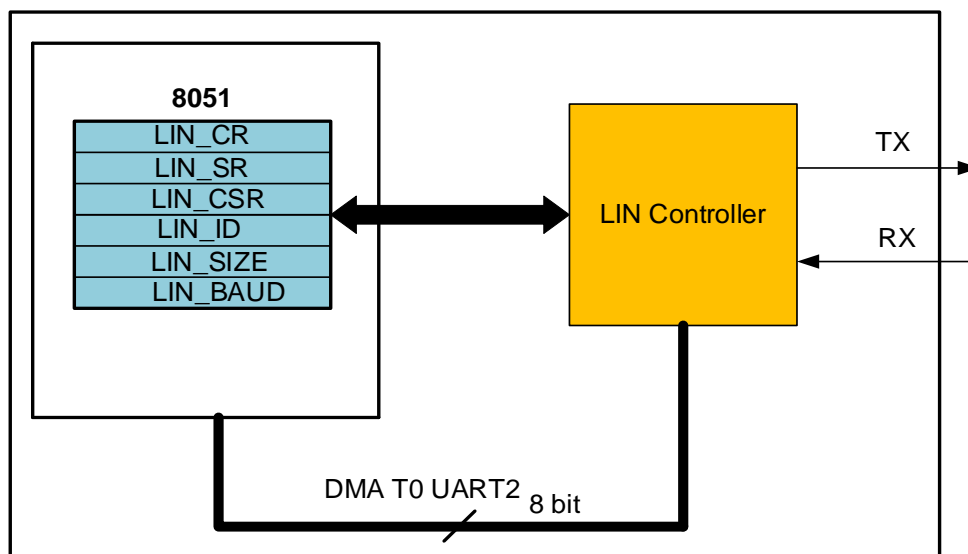 8051
LIN_CR
LIN_SR
LIN_CSR
LIN_ID
LIN_SIZE
LIN_BAUD
LIN Controller
TX
RX
DMA T0 UART2
8 bit